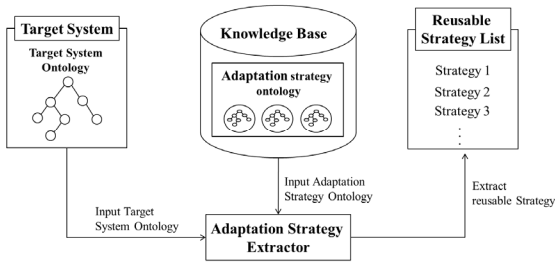 Target System
Target System
Ontology
Knowledge Base
Adaptation strategy
ontology
Reusable
Strategy List
Strategy 1
Strategy 2
Strategy 3
Input Target
System Ontology
Input Adaptation
Strategy Ontology
Extract
reusable Strategy
Adaptation Strategy
Extractor